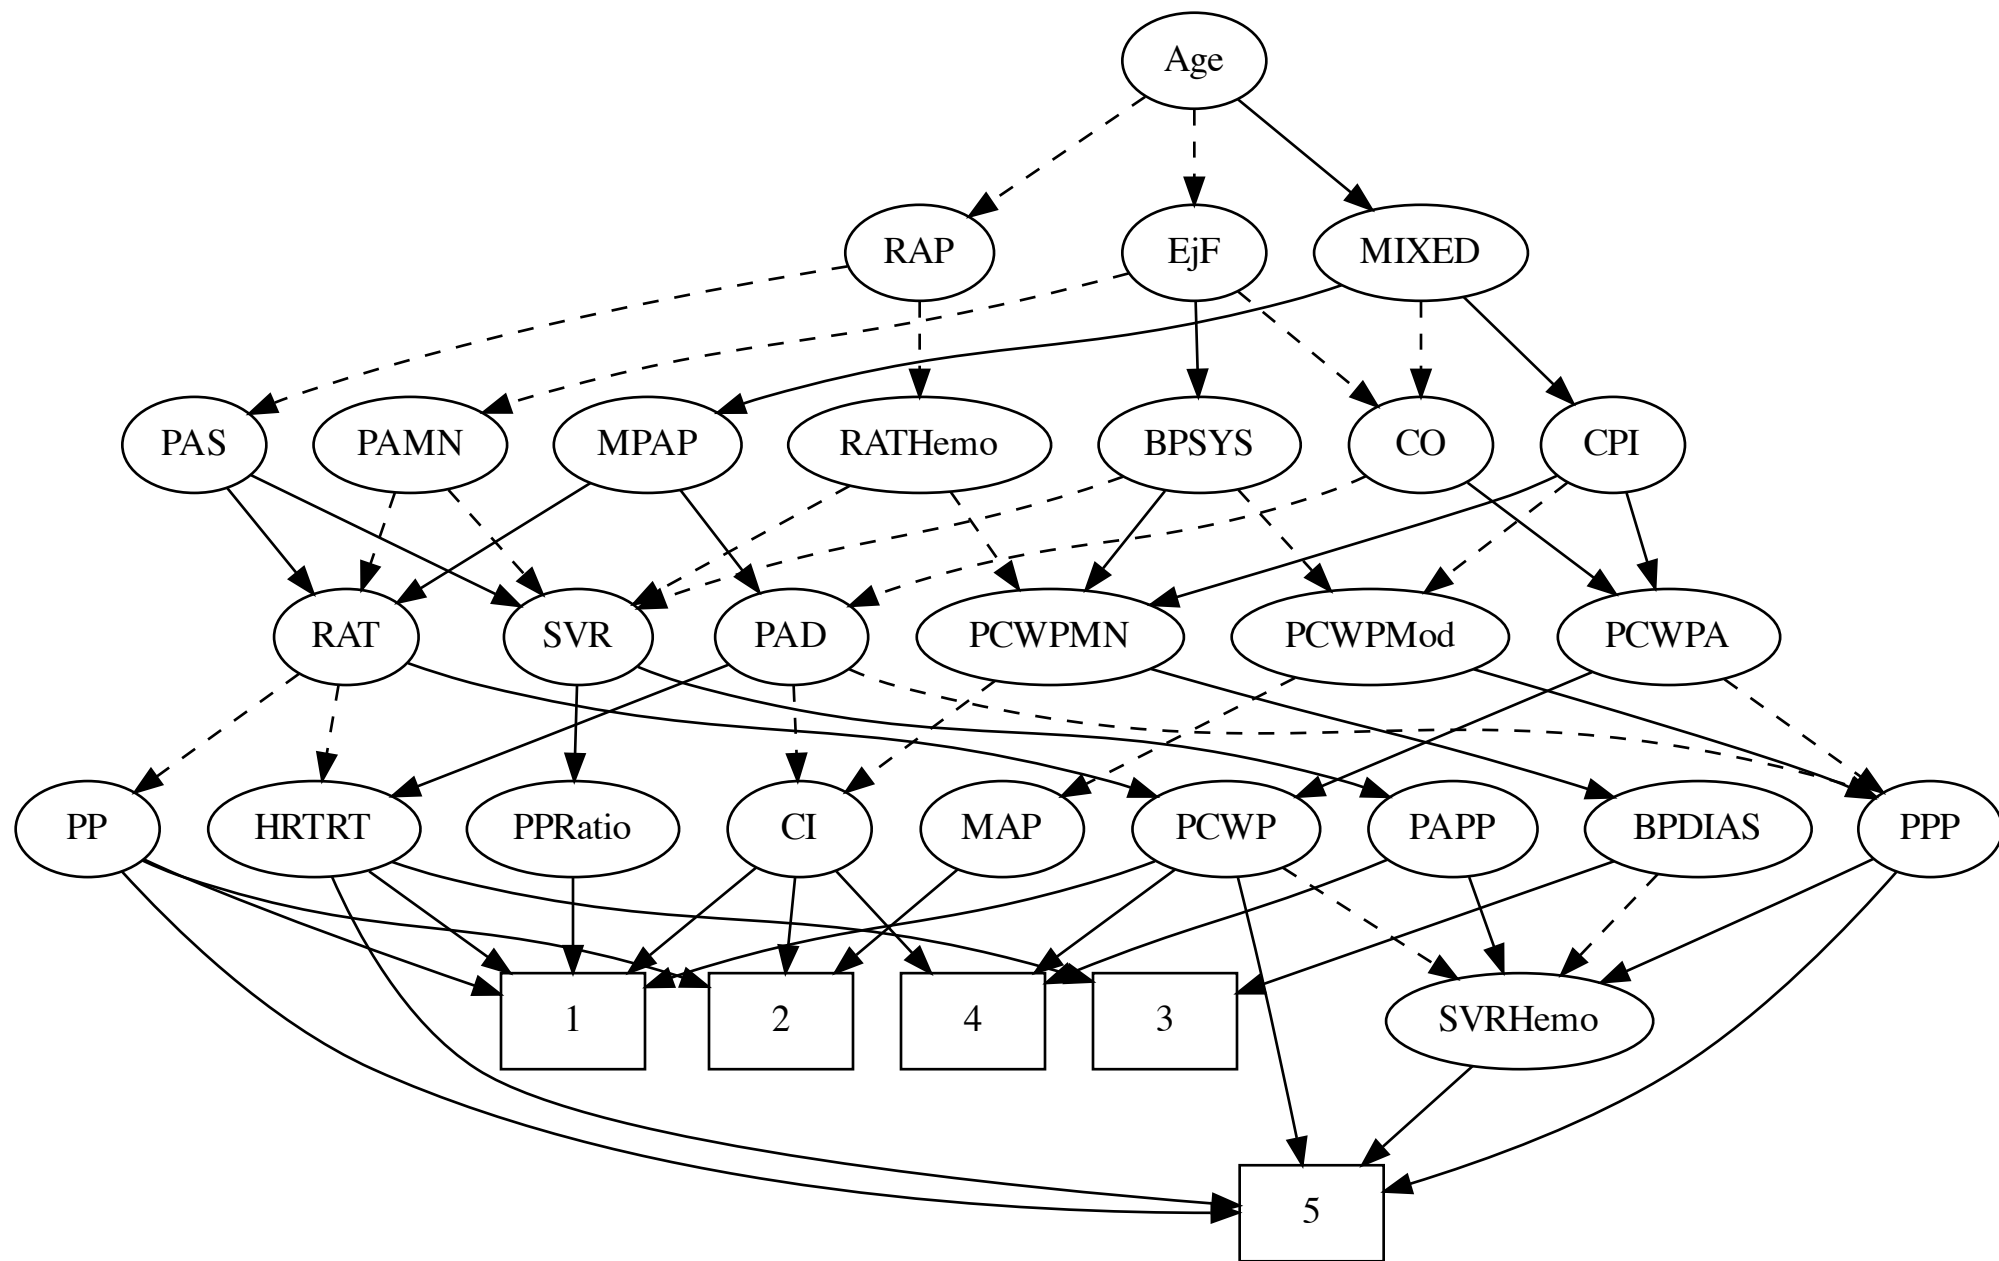 Age
RAP
EjF
MIXED
PAS
PAMN
MPAP
RATHemo
BPSYS
CO
CPI
RAT
SVR
PAD
PCWPMN
PCWPMod
PCWPA
PP
HRTRT
PPRatio
CI
MAP
PCWP
PAPP
BPDIAS
PPP
1
2
4
3
SVRHemo
5